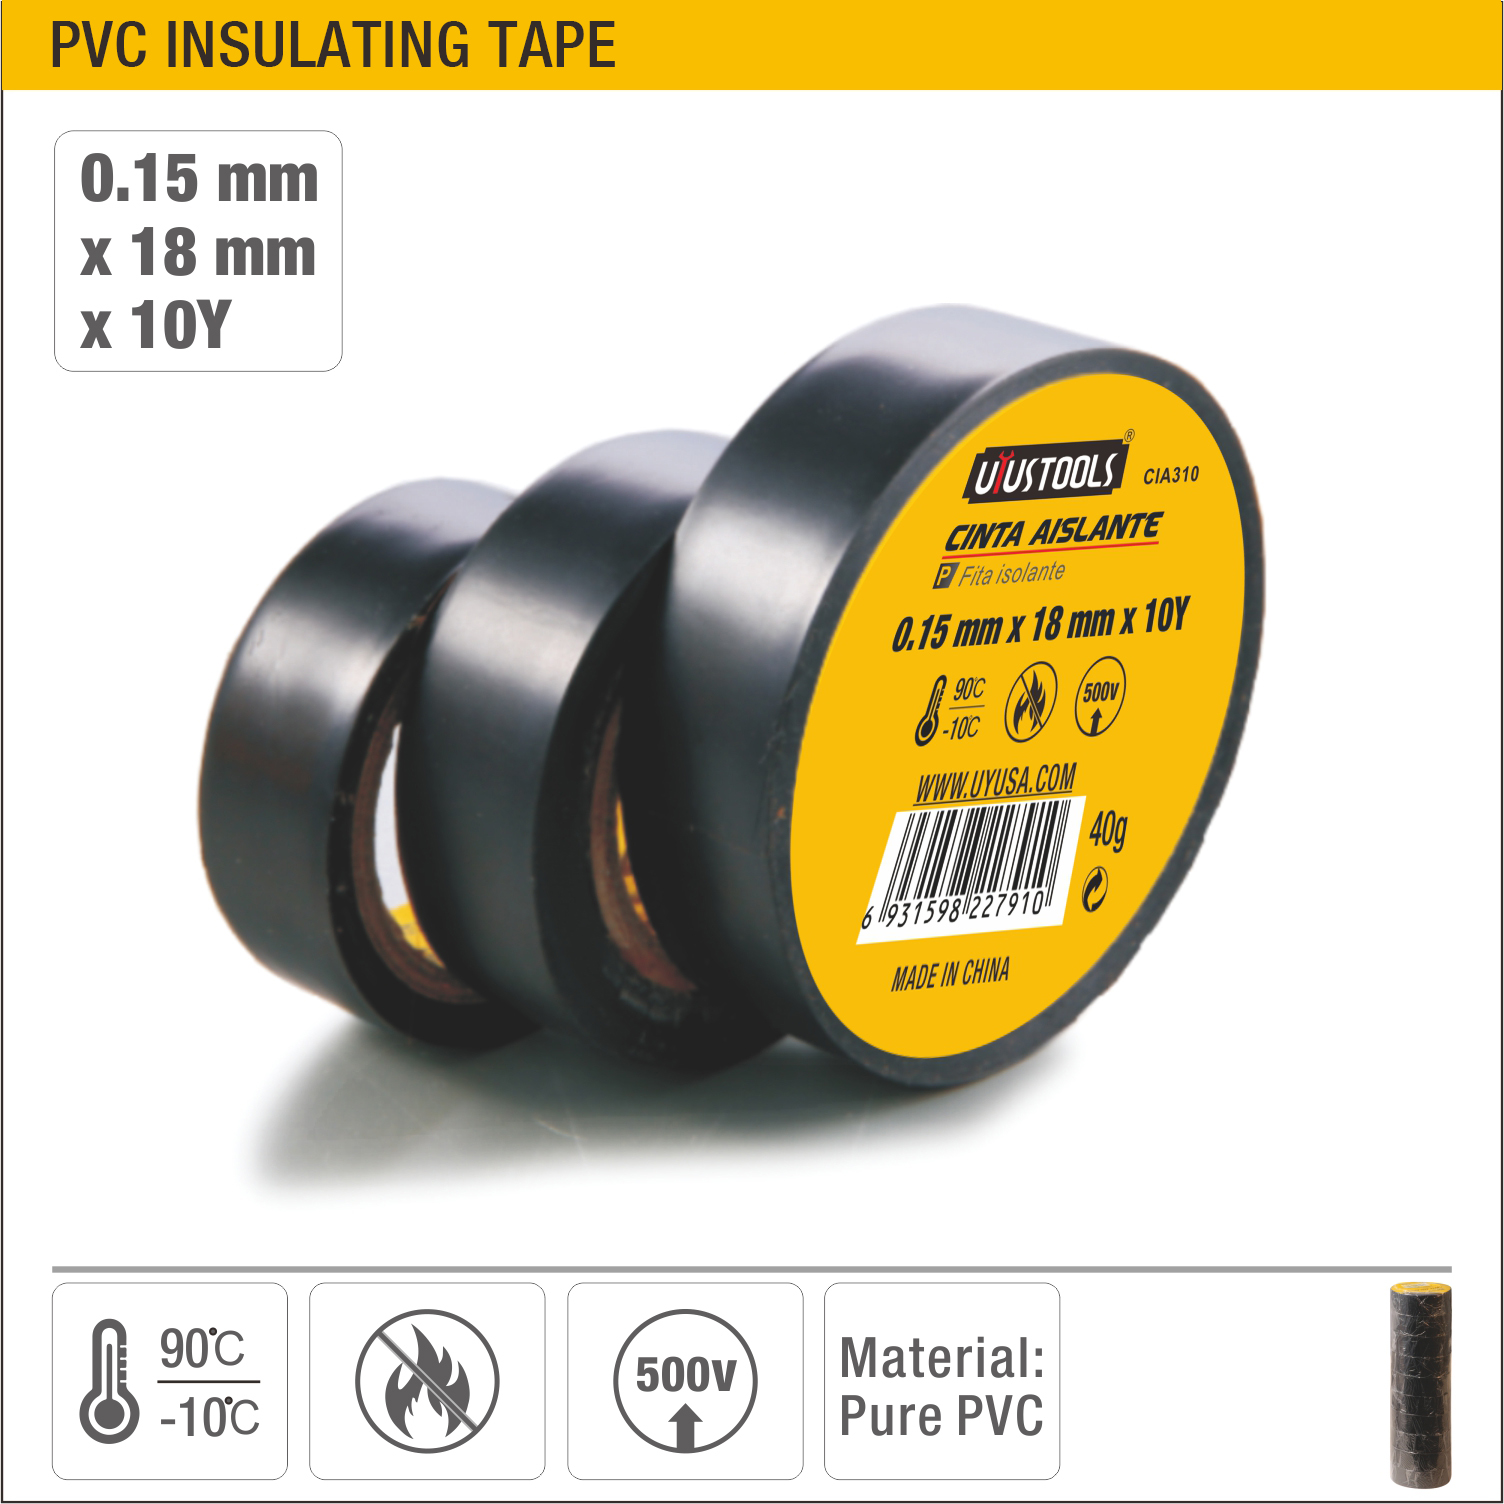 PVC INSULATING TAPE
0.15 mm
x 18 mm
x 10Y
UYUSTOOLS ®
CIA310
CINTA AISLANTE
P Fita isolante
0.15 mm x 18 mm x 10Y
90°C
-10°C
500V
WWW.UYUSA.COM
40g
6 931598 227910
MADE IN CHINA
90°C
-10°C
500V
Material:
Pure PVC